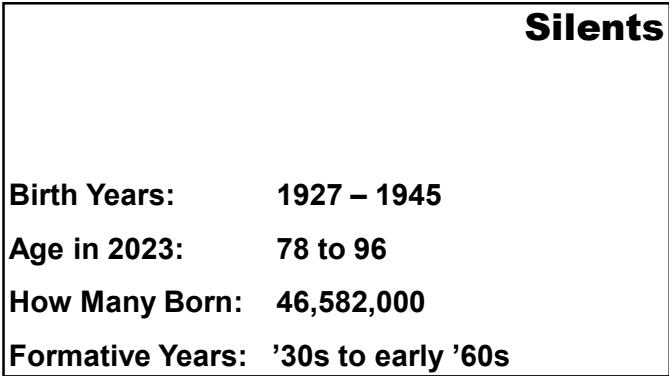 Silents
Birth Years: 1927 – 1945
Age in 2023: 78 to 96
How Many Born: 46,582,000
Formative Years: ’30s to early ’60s